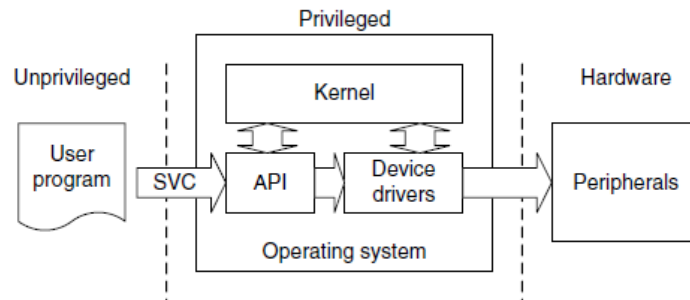 Privileged
Unprivileged
Hardware
Kernel
User
program
SVC
API
Device
drivers
Peripherals
Operating system